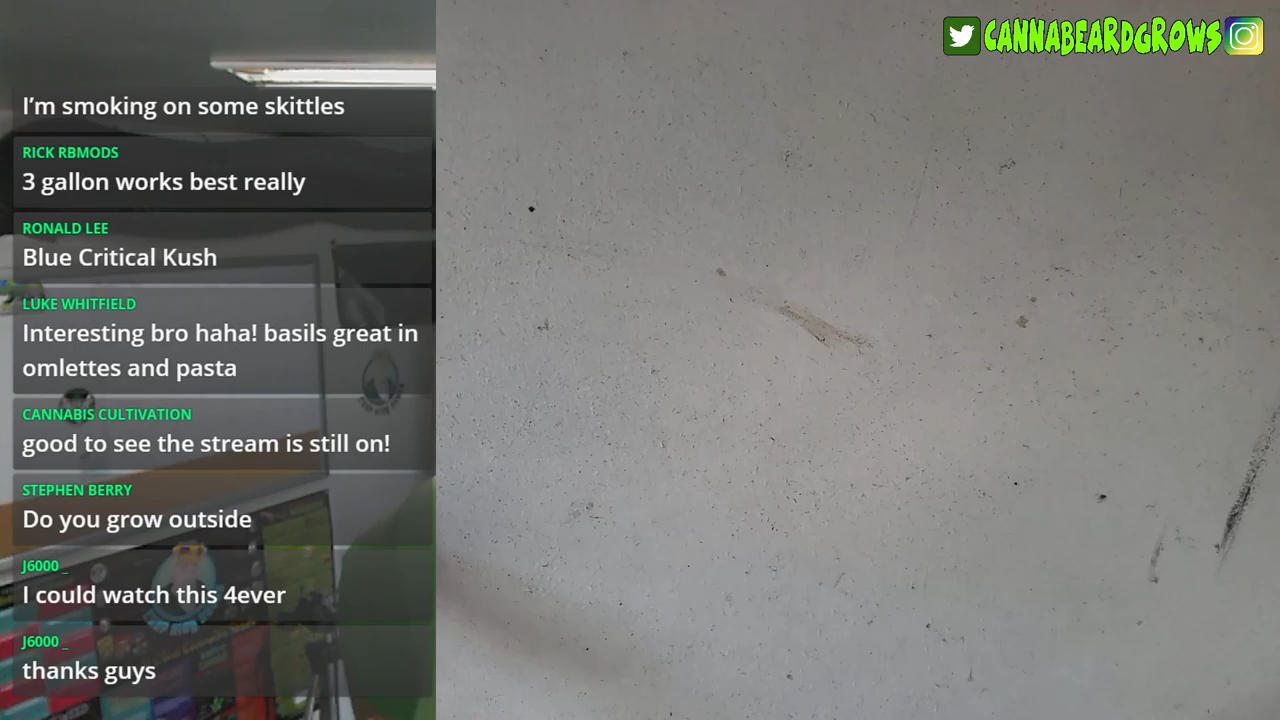 CANNABEARDGROWS
I'm smoking on some skittles
RICK RBMODS
3 gallon works best really
RONALD LEE
Blue Critical Kush
LUKE WHITFIELD
Interesting bro haha! basils great in
omlettes and pasta
CANNABIS CULTIVATION
good to see the stream is still on!
STEPHEN BERRY
Do you grow outside
J6000 _
I could watch this 4ever
J6000 _
thanks guys